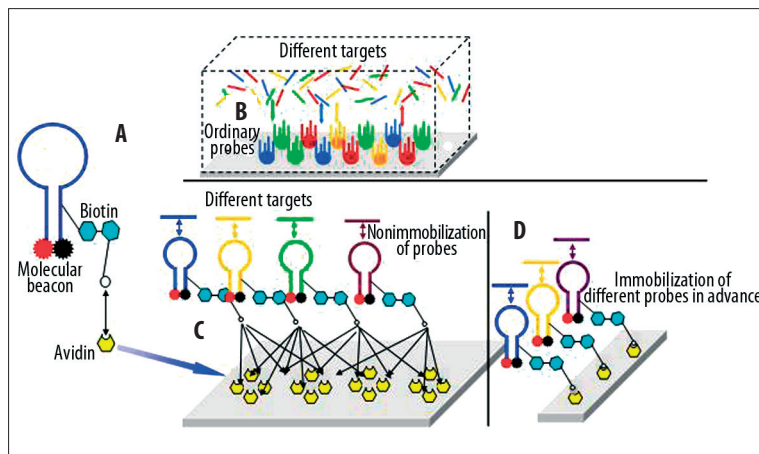 Different targets
B
Ordinary
probes
A
Biotin
Molecular
beacon
Avidin
Different targets
Nonimmobilization
of probes
C
D
Immobilization of
different probes in advance